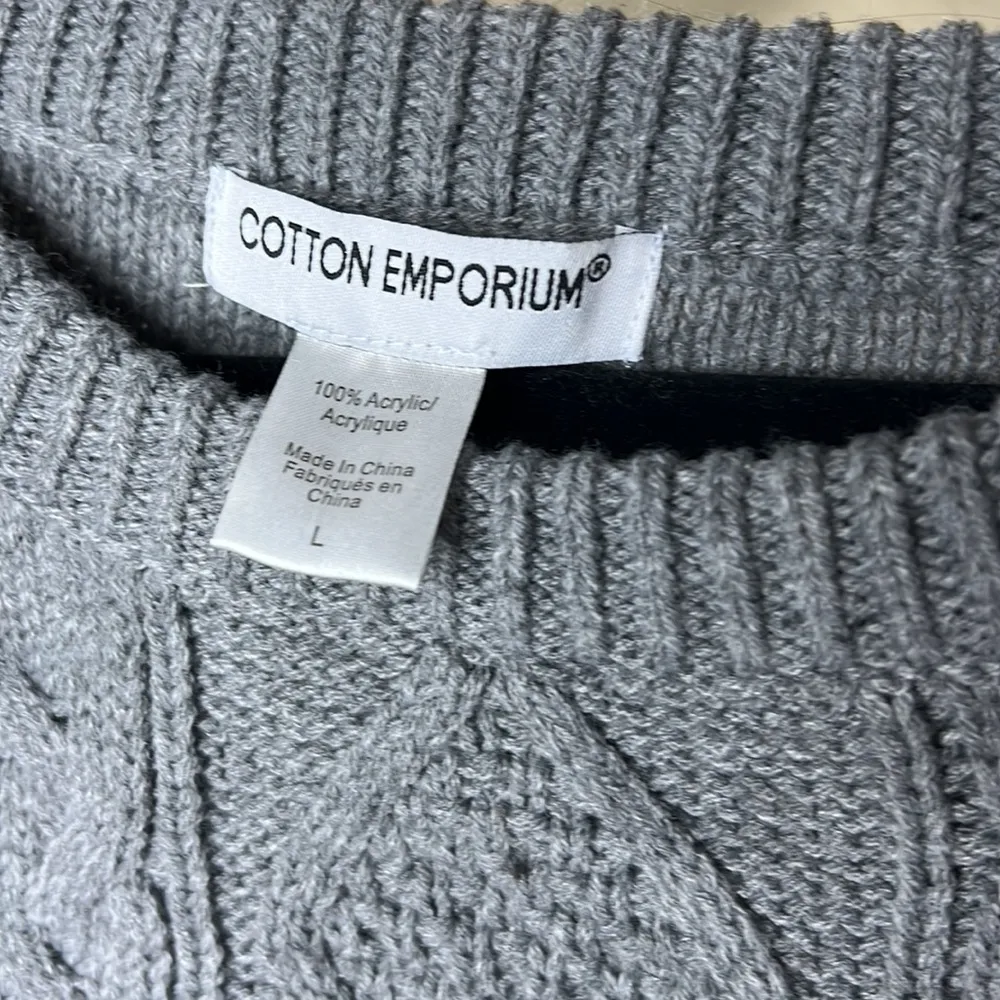 COTTON EMPORIUM®
100% Acrylic/
Acrylique
Made In China
Fabriqués en
China
L